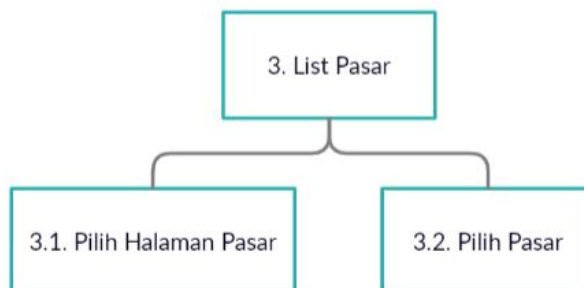 3. List Pasar
3.1. Pilih Halaman Pasar
3.2. Pilih Pasar